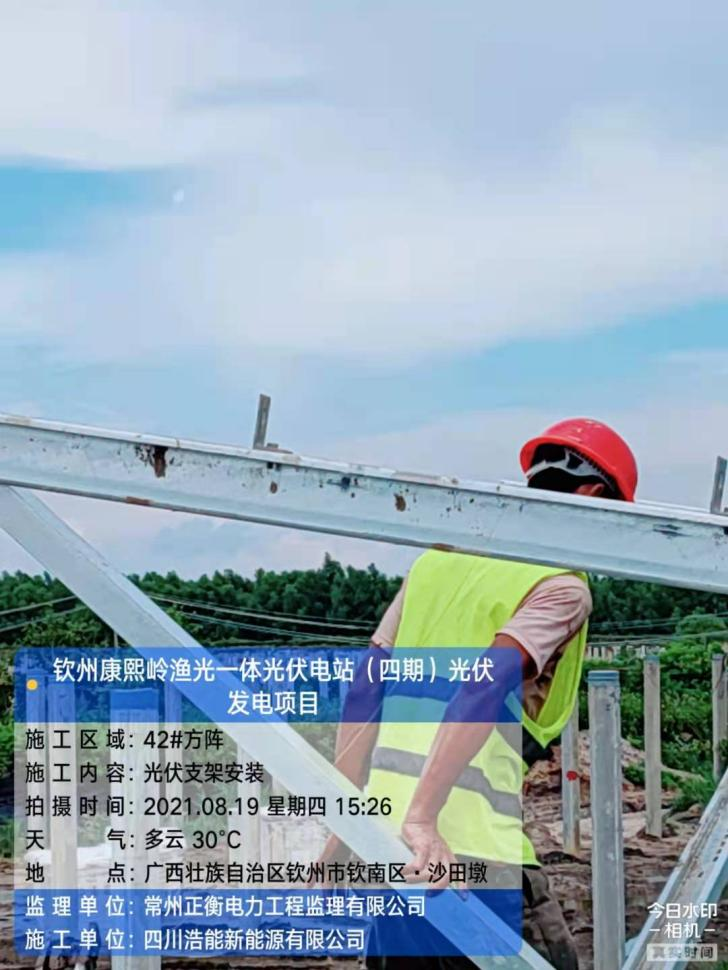 钦州康熙岭渔光一体光伏电站（四期）光伏
发电项目
施工区域：42#方阵
施工内容：光伏支架安装
拍摄时间：2021.08.19 星期四 15:26
天气：多云 30℃
地点：广西壮族自治区钦州市钦南区·沙田墩
监理单位：常州正衡电力工程监理有限公司
施工单位：四川浩能新能源有限公司
今日水印
-相机-
真实时间